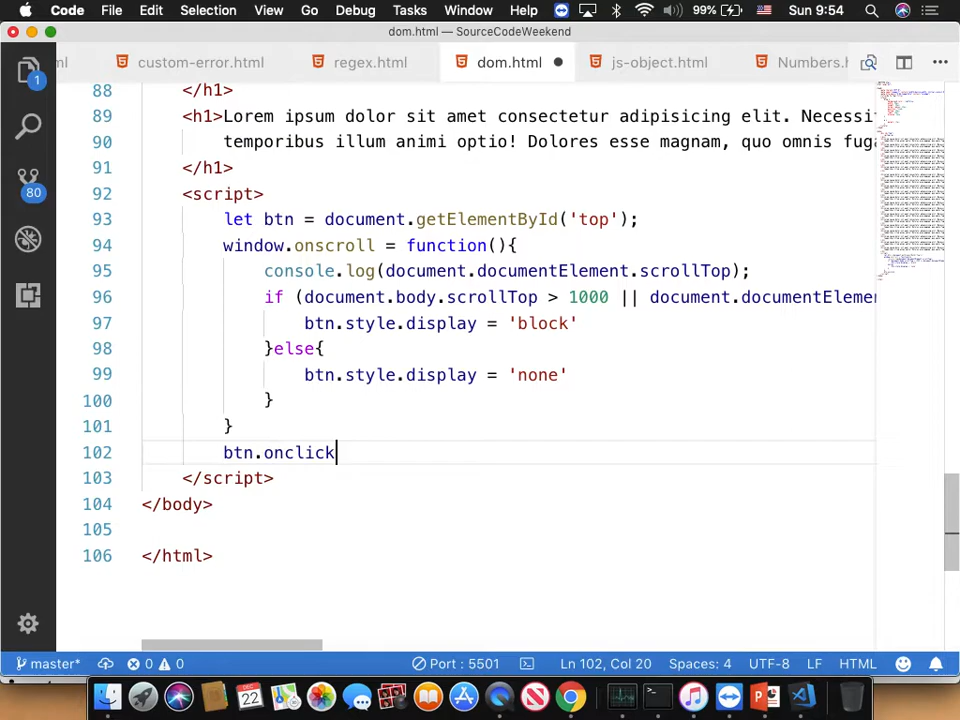 Code File Edit Selection View Go Debug Tasks Window Help 99% Sun 9:54
dom.html — SourceCodeWeekend
ml custom-error.html regex.html dom.html js-object.html Numbers.h
1
80
88 </h1>
89 <h1>Lorem ipsum dolor sit amet consectetur adipisicing elit. Necessit
90 temporibus illum animi optio! Dolores esse magnam, quo omnis fuga
91 </h1>
92 <script>
93 let btn = document.getElementById('top');
94 window.onscroll = function(){
95 console.log(document.documentElement.scrollTop);
96 if (document.body.scrollTop > 1000 || document.documentElemen
97 btn.style.display = 'block'
98 }else{
99 btn.style.display = 'none'
100 }
101 }
102 btn.onclick
103 </script>
104 </body>
105
106 </html>
master* 0 0 Port : 5501 Ln 102, Col 20 Spaces: 4 UTF-8 LF HTML
DEC
22